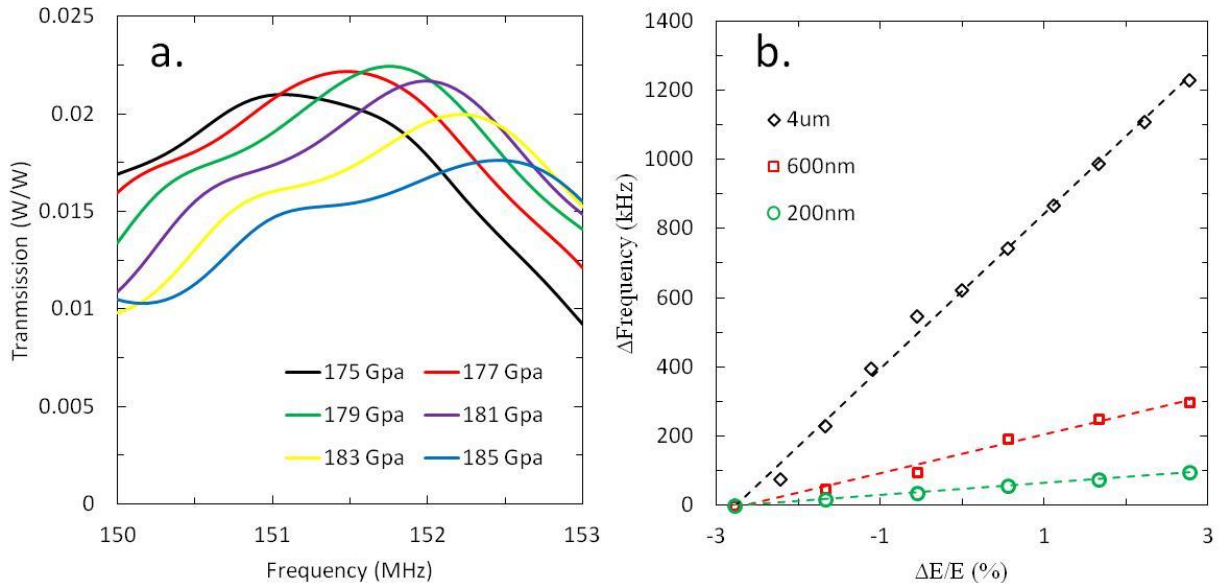 a.
0.025
0.02
0.015
0.01
0.005
0
Tranmsission (W/W)
175 Gpa 177 Gpa
179 Gpa 181 Gpa
183 Gpa 185 Gpa
150 151 152 153
Frequency (MHz)
b.
1400
1200
1000
800
600
400
200
0
ΔFrequency (kHz)
4um
600nm
200nm
-3 -1 1 3
ΔE/E (%)